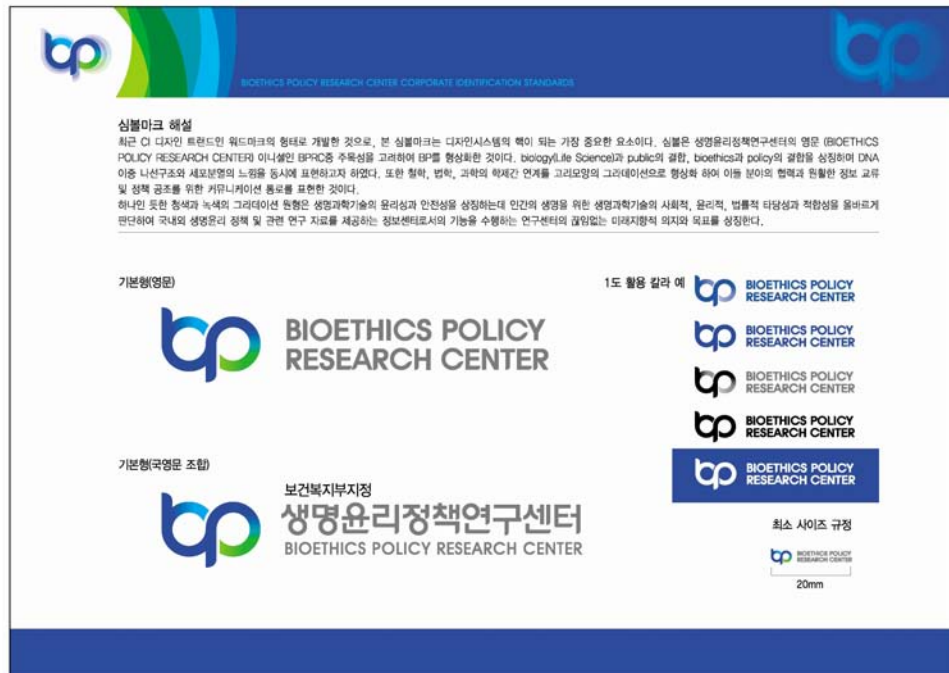 bp
bp
BIOETHICS POLICY RESEARCH CENTER CORPORATE IDENTIFICATION STANDARDS
심볼마크 해설
최근 CI 디자인 트렌드인 워드마크의 형태로 개발한 것으로, 본 심볼마크는 디자인시스템의 핵이 되는 가장 중요한 요소이다. 심볼은 생명윤리정책연구센터의 영문 (BIOETHCS
POLICY RESEARCH CENTER) 이니셜인 BPRC중 주목성을 고려하여 BP를 형상화한 것이다. biology(Life Science)과 public의 결합, bioethics과 policy의 결합을 상징하며 DNA
이중 나선구조와 세포분열의 느낌을 동시에 표현하고자 하였다. 또한 철학, 법학, 과학의 학제간 연계를 고리모양의 그라데이션으로 형상화 하여 이들 분야의 협력과 원활한 정보 교류
및 정책 공조를 위한 커뮤니케이션 통로를 표현한 것이다.
하나인 듯한 청색과 녹색의 그라데이션 원형은 생명과학기술의 윤리성과 안전성을 상징하는데 인간의 생명을 위한 생명과학기술의 사회적, 윤리적, 법률적 타당성과 적합성을 올바르게
판단하여 국내외 생명윤리 정책 및 관련 연구 자료를 제공하는 정보센터로서의 기능을 수행하는 연구센터의 끊임없는 미래지향적 의지와 목표를 상징한다.
기본형(영문)
bp BIOETHICS POLICY
RESEARCH CENTER
기본형(국영문 조합)
bp 보건복지부지정
생명윤리정책연구센터
BIOETHICS POLICY RESEARCH CENTER
1도 활용 칼라 예
bp BIOETHICS POLICY
RESEARCH CENTER
bp BIOETHICS POLICY
RESEARCH CENTER
bp BIOETHICS POLICY
RESEARCH CENTER
bp BIOETHICS POLICY
RESEARCH CENTER
bp BIOETHICS POLICY
RESEARCH CENTER
최소 사이즈 규정
bp BIOETHICS POLICY
RESEARCH CENTER
20mm